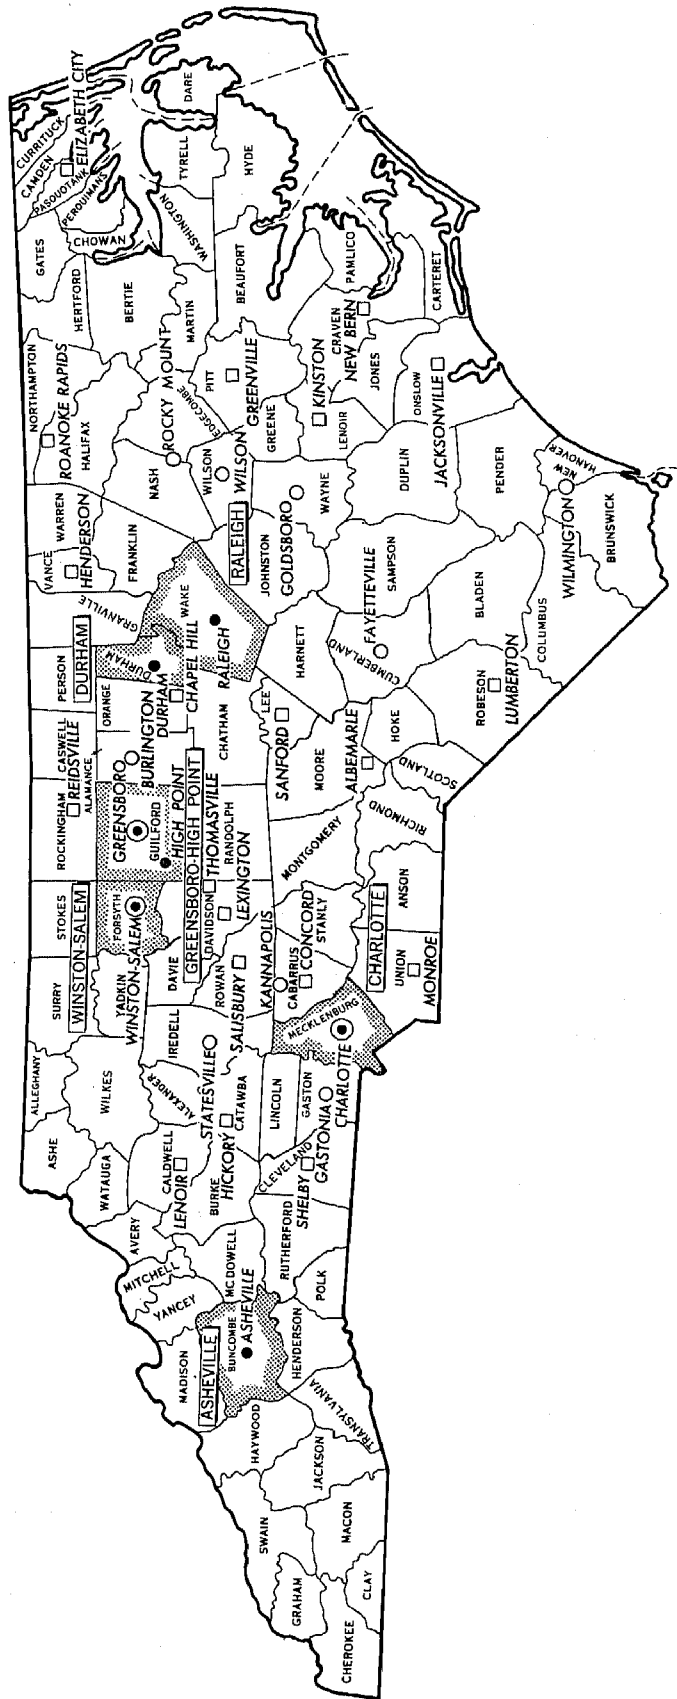 CHEROKEE
GRAHAM
CLAY
SWAIN
MACON
JACKSON
HAYWOOD
TRANSYLVANIA
MADISON
ASHEVILLE
BUNCOMBE
ASHEVILLE
HENDERSON
YANCEY
MITCHELL
AVERY
MC DOWELL
RUTHERFORD
POLK
WATAUGA
ASHE
ALLEGHANY
WILKES
CALDWELL
LENOIR
BURKE
HICKORY
CATAWBA
ALEXANDER
CLEVELAND
SHELBY
LINCOLN
GASTON
GASTONIA
CHARLOTTE
MECKLENBURG
CHARLOTTE
SURRY
YADKIN
WINSTON-SALEM
STOKES
WINSTON-SALEM
FORSYTH
IREDELL
STATESVILLE
DAVIE
ROWAN
SALISBURY
DAVIDSON
LEXINGTON
THOMASVILLE
KANNAPOLIS
CABARRUS
CONCORD
STANLY
ALBEMARLE
UNION
MONROE
ANSON
ROCKINGHAM
REIDSVILLE
GREENSBORO
GUILFORD
HIGH POINT
GREENSBORO-HIGH POINT
RANDOLPH
MONTGOMERY
RICHMOND
SCOTLAND
CASWELL
ALAMANCE
BURLINGTON
ORANGE
CHAPEL HILL
CHATHAM
MOORE
LEE
SANFORD
HOKE
PERSON
DURHAM
DURHAM
DURHAM
GRANVILLE
WAKE
RALEIGH
RALEIGH
HARNETT
CUMBERLAND
FAYETTEVILLE
ROBESON
LUMBERTON
VANCE
HENDERSON
WARREN
FRANKLIN
JOHNSTON
SAMPSON
BLADEN
COLUMBUS
NORTHAMPTON
ROANOKE RAPIDS
HALIFAX
NASH
ROCKY MOUNT
EDGECOMBE
WILSON
WILSON
GOLDSBORO
WAYNE
DUPLIN
PENDER
WILMINGTON
NEW
HANOVER
BRUNSWICK
HERTFORD
BERTIE
MARTIN
PITT
GREENVILLE
GREENE
LENOIR
KINSTON
JONES
ONSLOW
JACKSONVILLE
CRAVEN
NEW BERN
PAMLICO
CARTERET
GATES
CHOWAN
PERQUIMANS
PASQUOTANK
CAMDEN
CURRITUCK
ELIZABETH CITY
WASHINGTON
TYRELL
DARE
BEAUFORT
HYDE